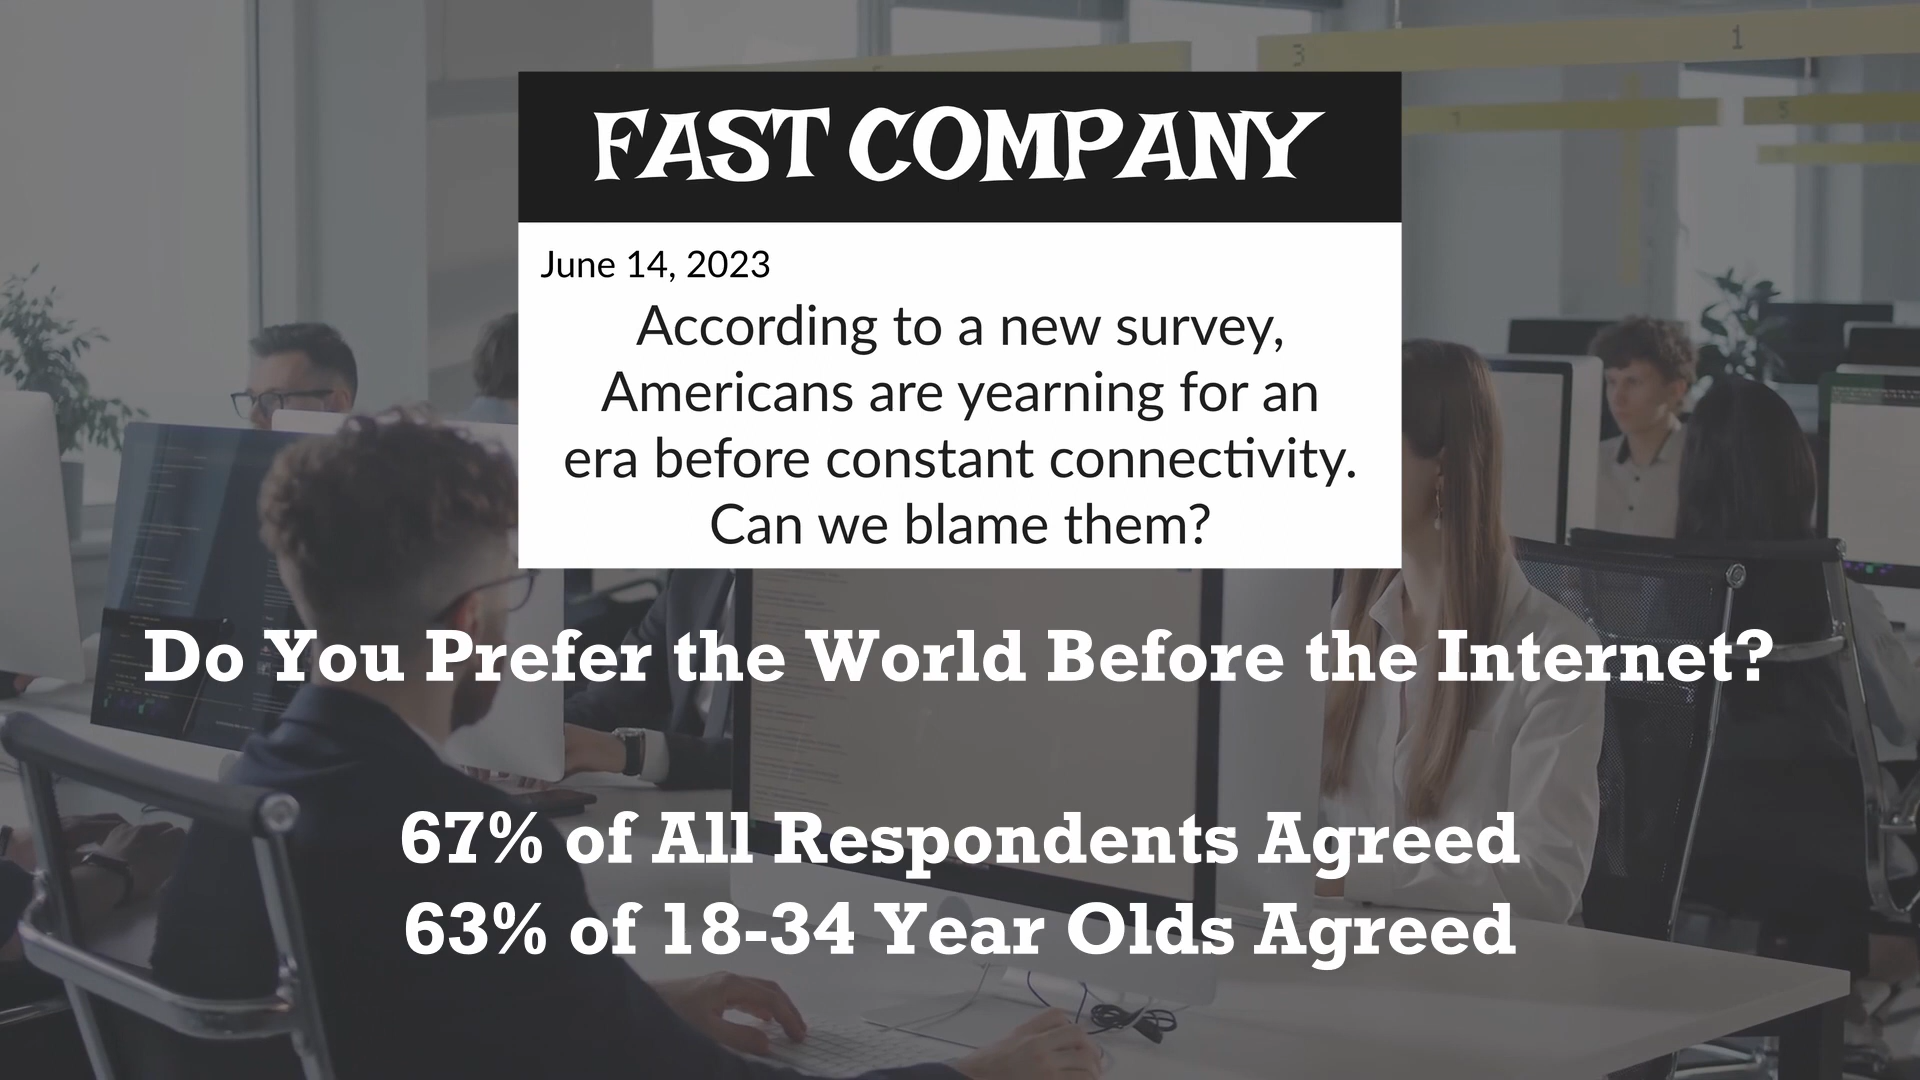 FAST COMPANY
June 14, 2023
According to a new survey,
Americans are yearning for an
era before constant connectivity.
Can we blame them?
Do You Prefer the World Before the Internet?
67% of All Respondents Agreed
63% of 18-34 Year Olds Agreed